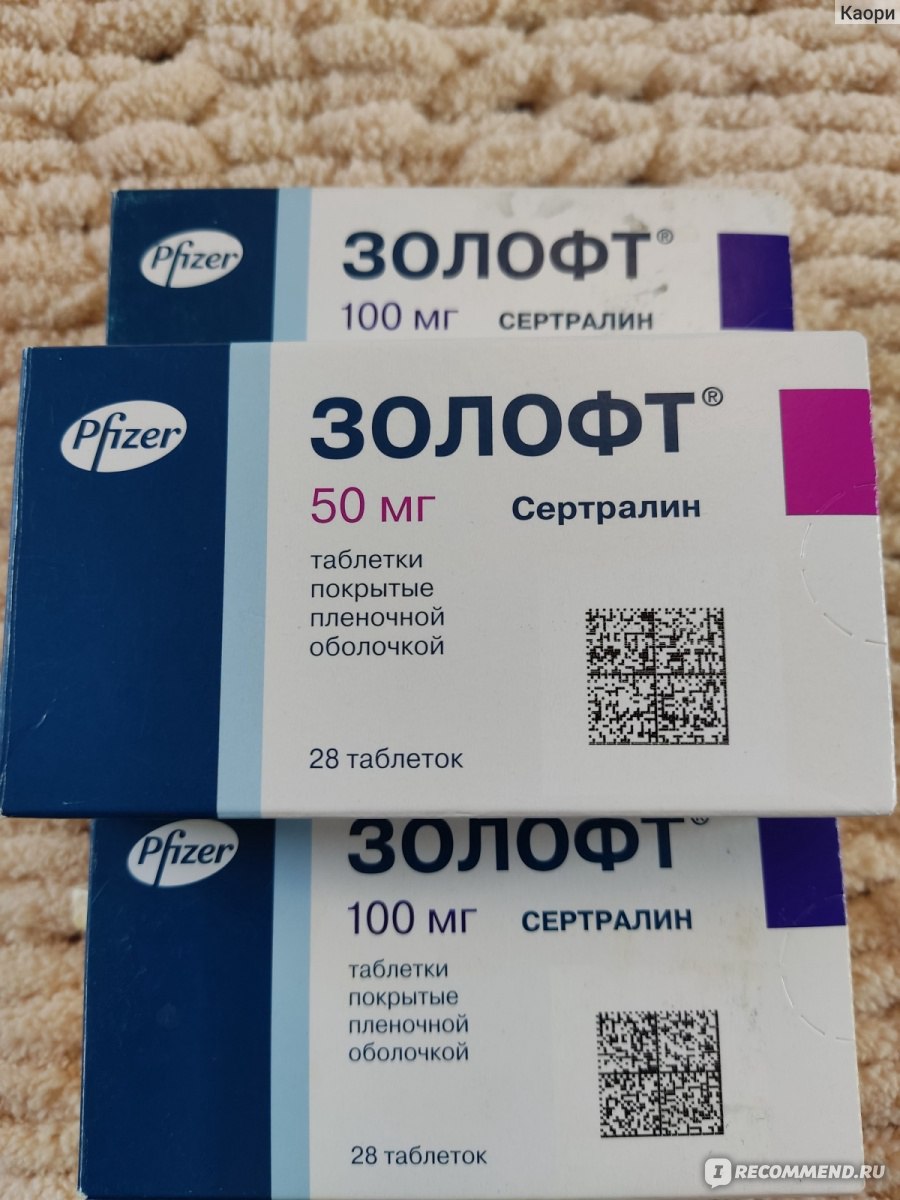 Каори
Pfizer
ЗОЛОФТ®
100 мг СЕРТРАЛИН
Pfizer
ЗОЛОФТ®
50 мг Сертралин
таблетки
покрытые
пленочной
оболочкой
28 таблеток
Pfizer
ЗОЛОФТ®
100 мг СЕРТРАЛИН
таблетки
покрытые
пленочной
оболочкой
28 таблеток
IRECOMMEND.RU